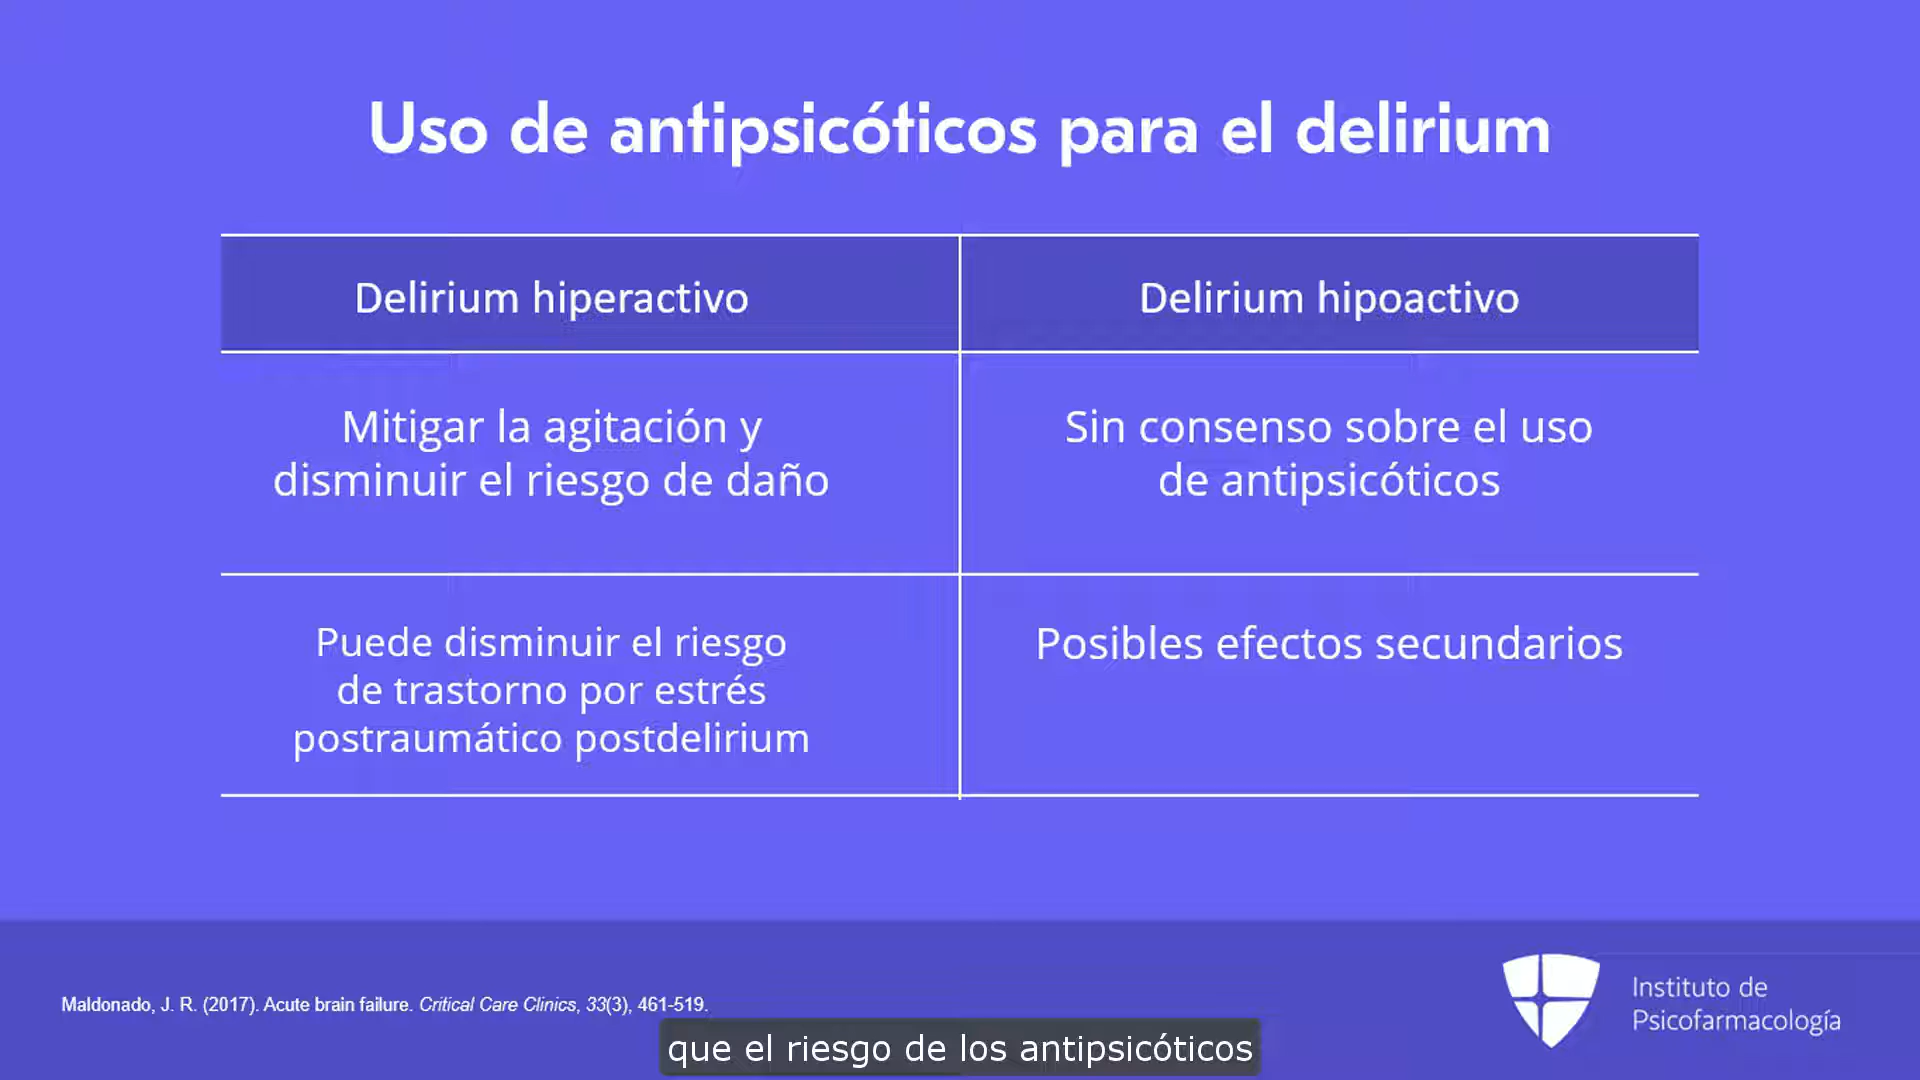 Uso de antipsicóticos para el delirium
Delirium hiperactivo
Delirium hipoactivo
Mitigar la agitación y
disminuir el riesgo de daño
Sin consenso sobre el uso
de antipsicóticos
Puede disminuir el riesgo
de trastorno por estrés
postraumático postdelirium
Posibles efectos secundarios
Maldonado, J. R. (2017). Acute brain failure. Critical Care Clinics, 33(3), 461-519.
Instituto de
Psicofarmacología
que el riesgo de los antipsicóticos